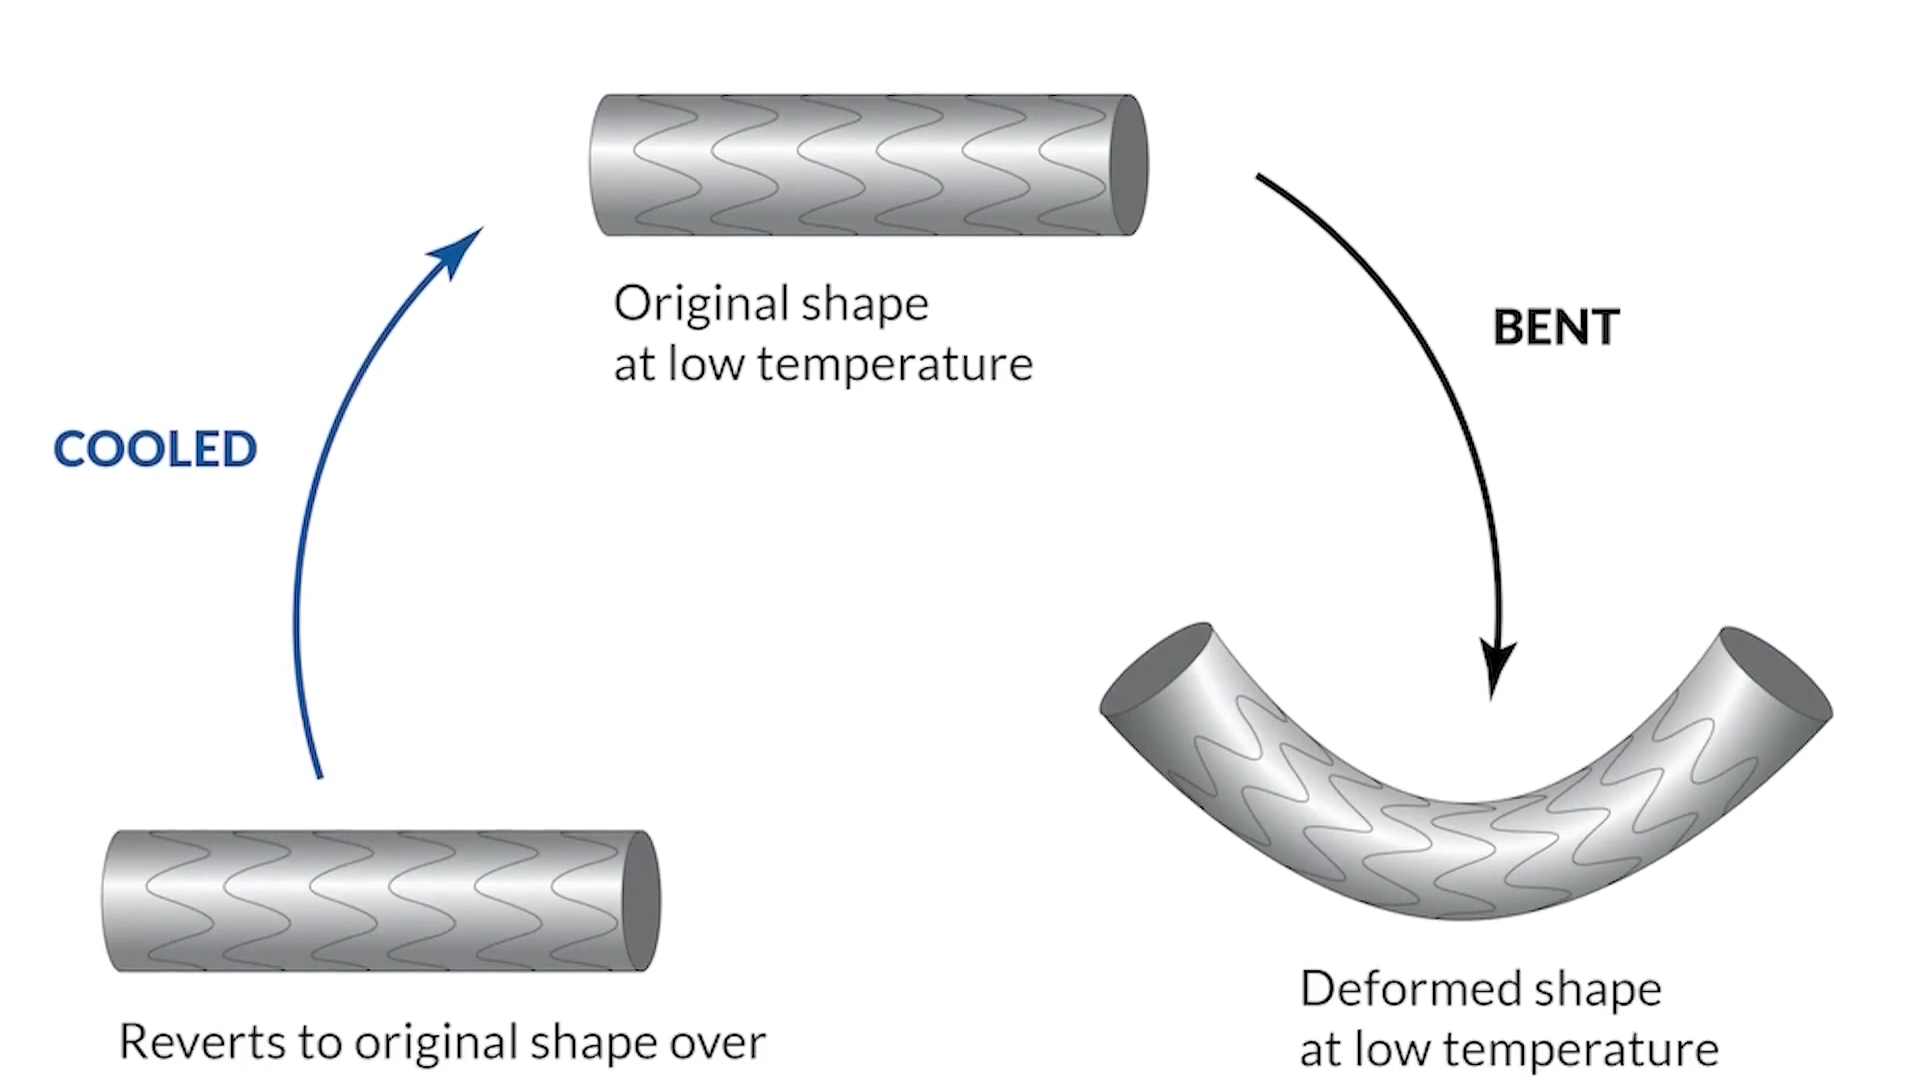 Original shape
at low temperature
BENT
COOLED
Deformed shape
at low temperature
Reverts to original shape over